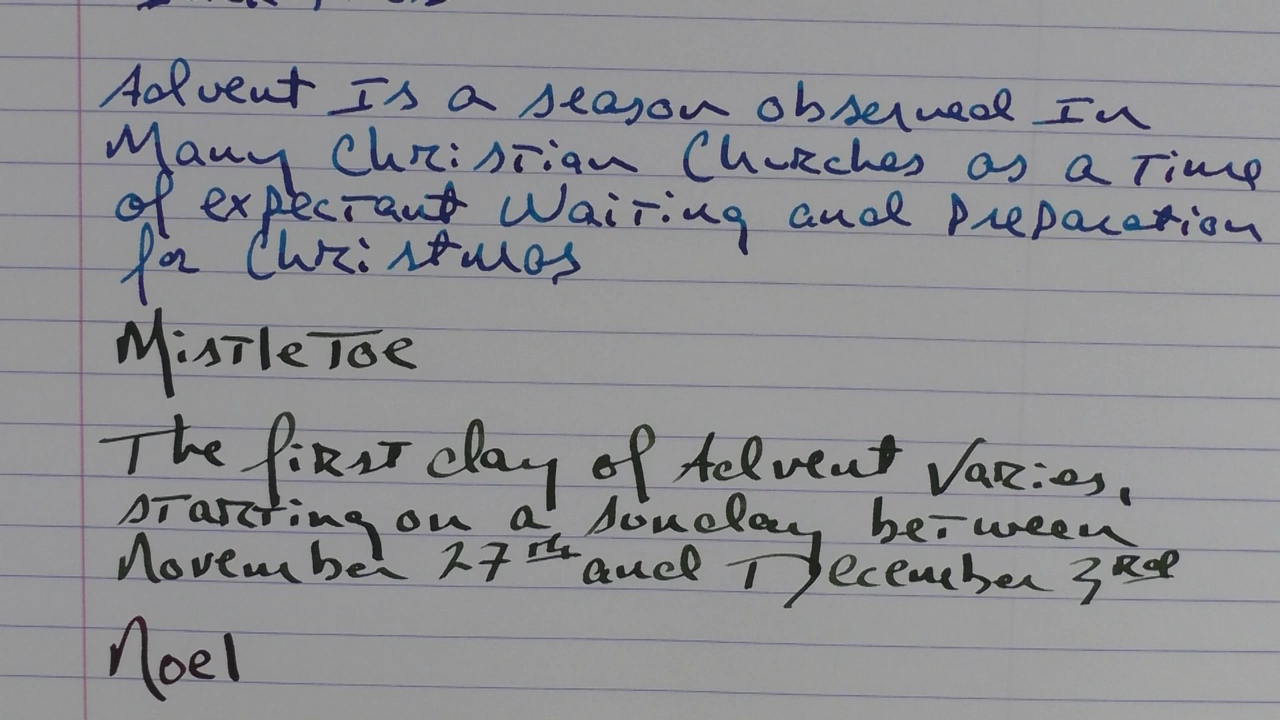 Advent Is a season observed In
Many Christian Churches as a Time
of expectant Waiting and Preparation
for Christmas
Mistletoe
The first day of Advent Varies,
starting on a sunday between
November 27th and December 3rd
Noel